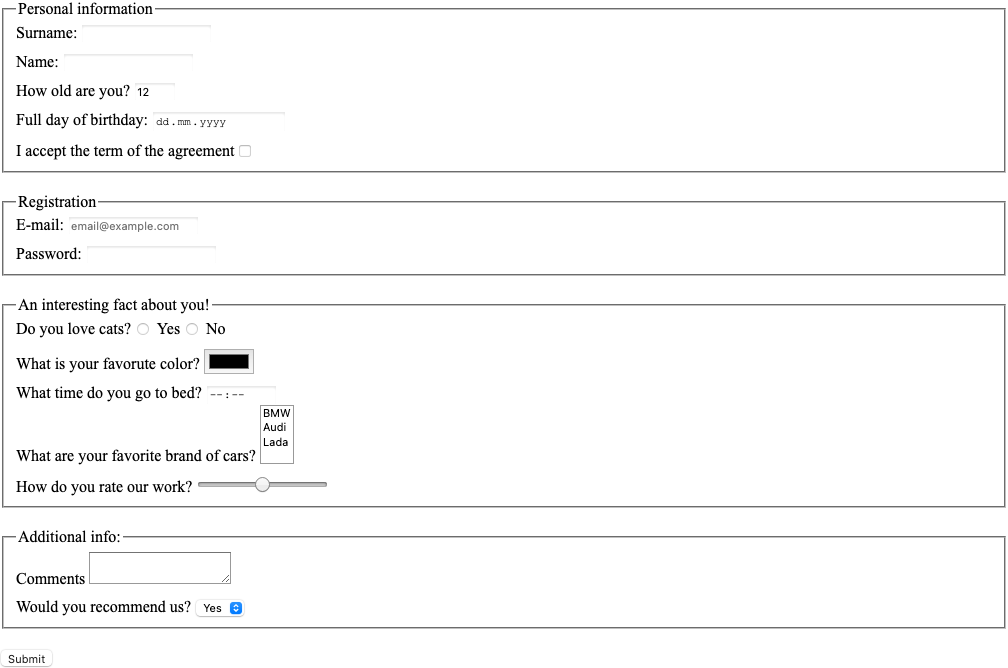 Personal information
Surname:
Name:
How old are you? 12
Full day of birthday: dd.mm.yyyy
I accept the term of the agreement
Registration
E-mail: email@example.com
Password:
An interesting fact about you!
Do you love cats? Yes No
What is your favorute color?
What time do you go to bed? --:--
BMW
Audi
Lada
What are your favorite brand of cars?
How do you rate our work?
Additional info:
Comments
Would you recommend us? Yes
Submit